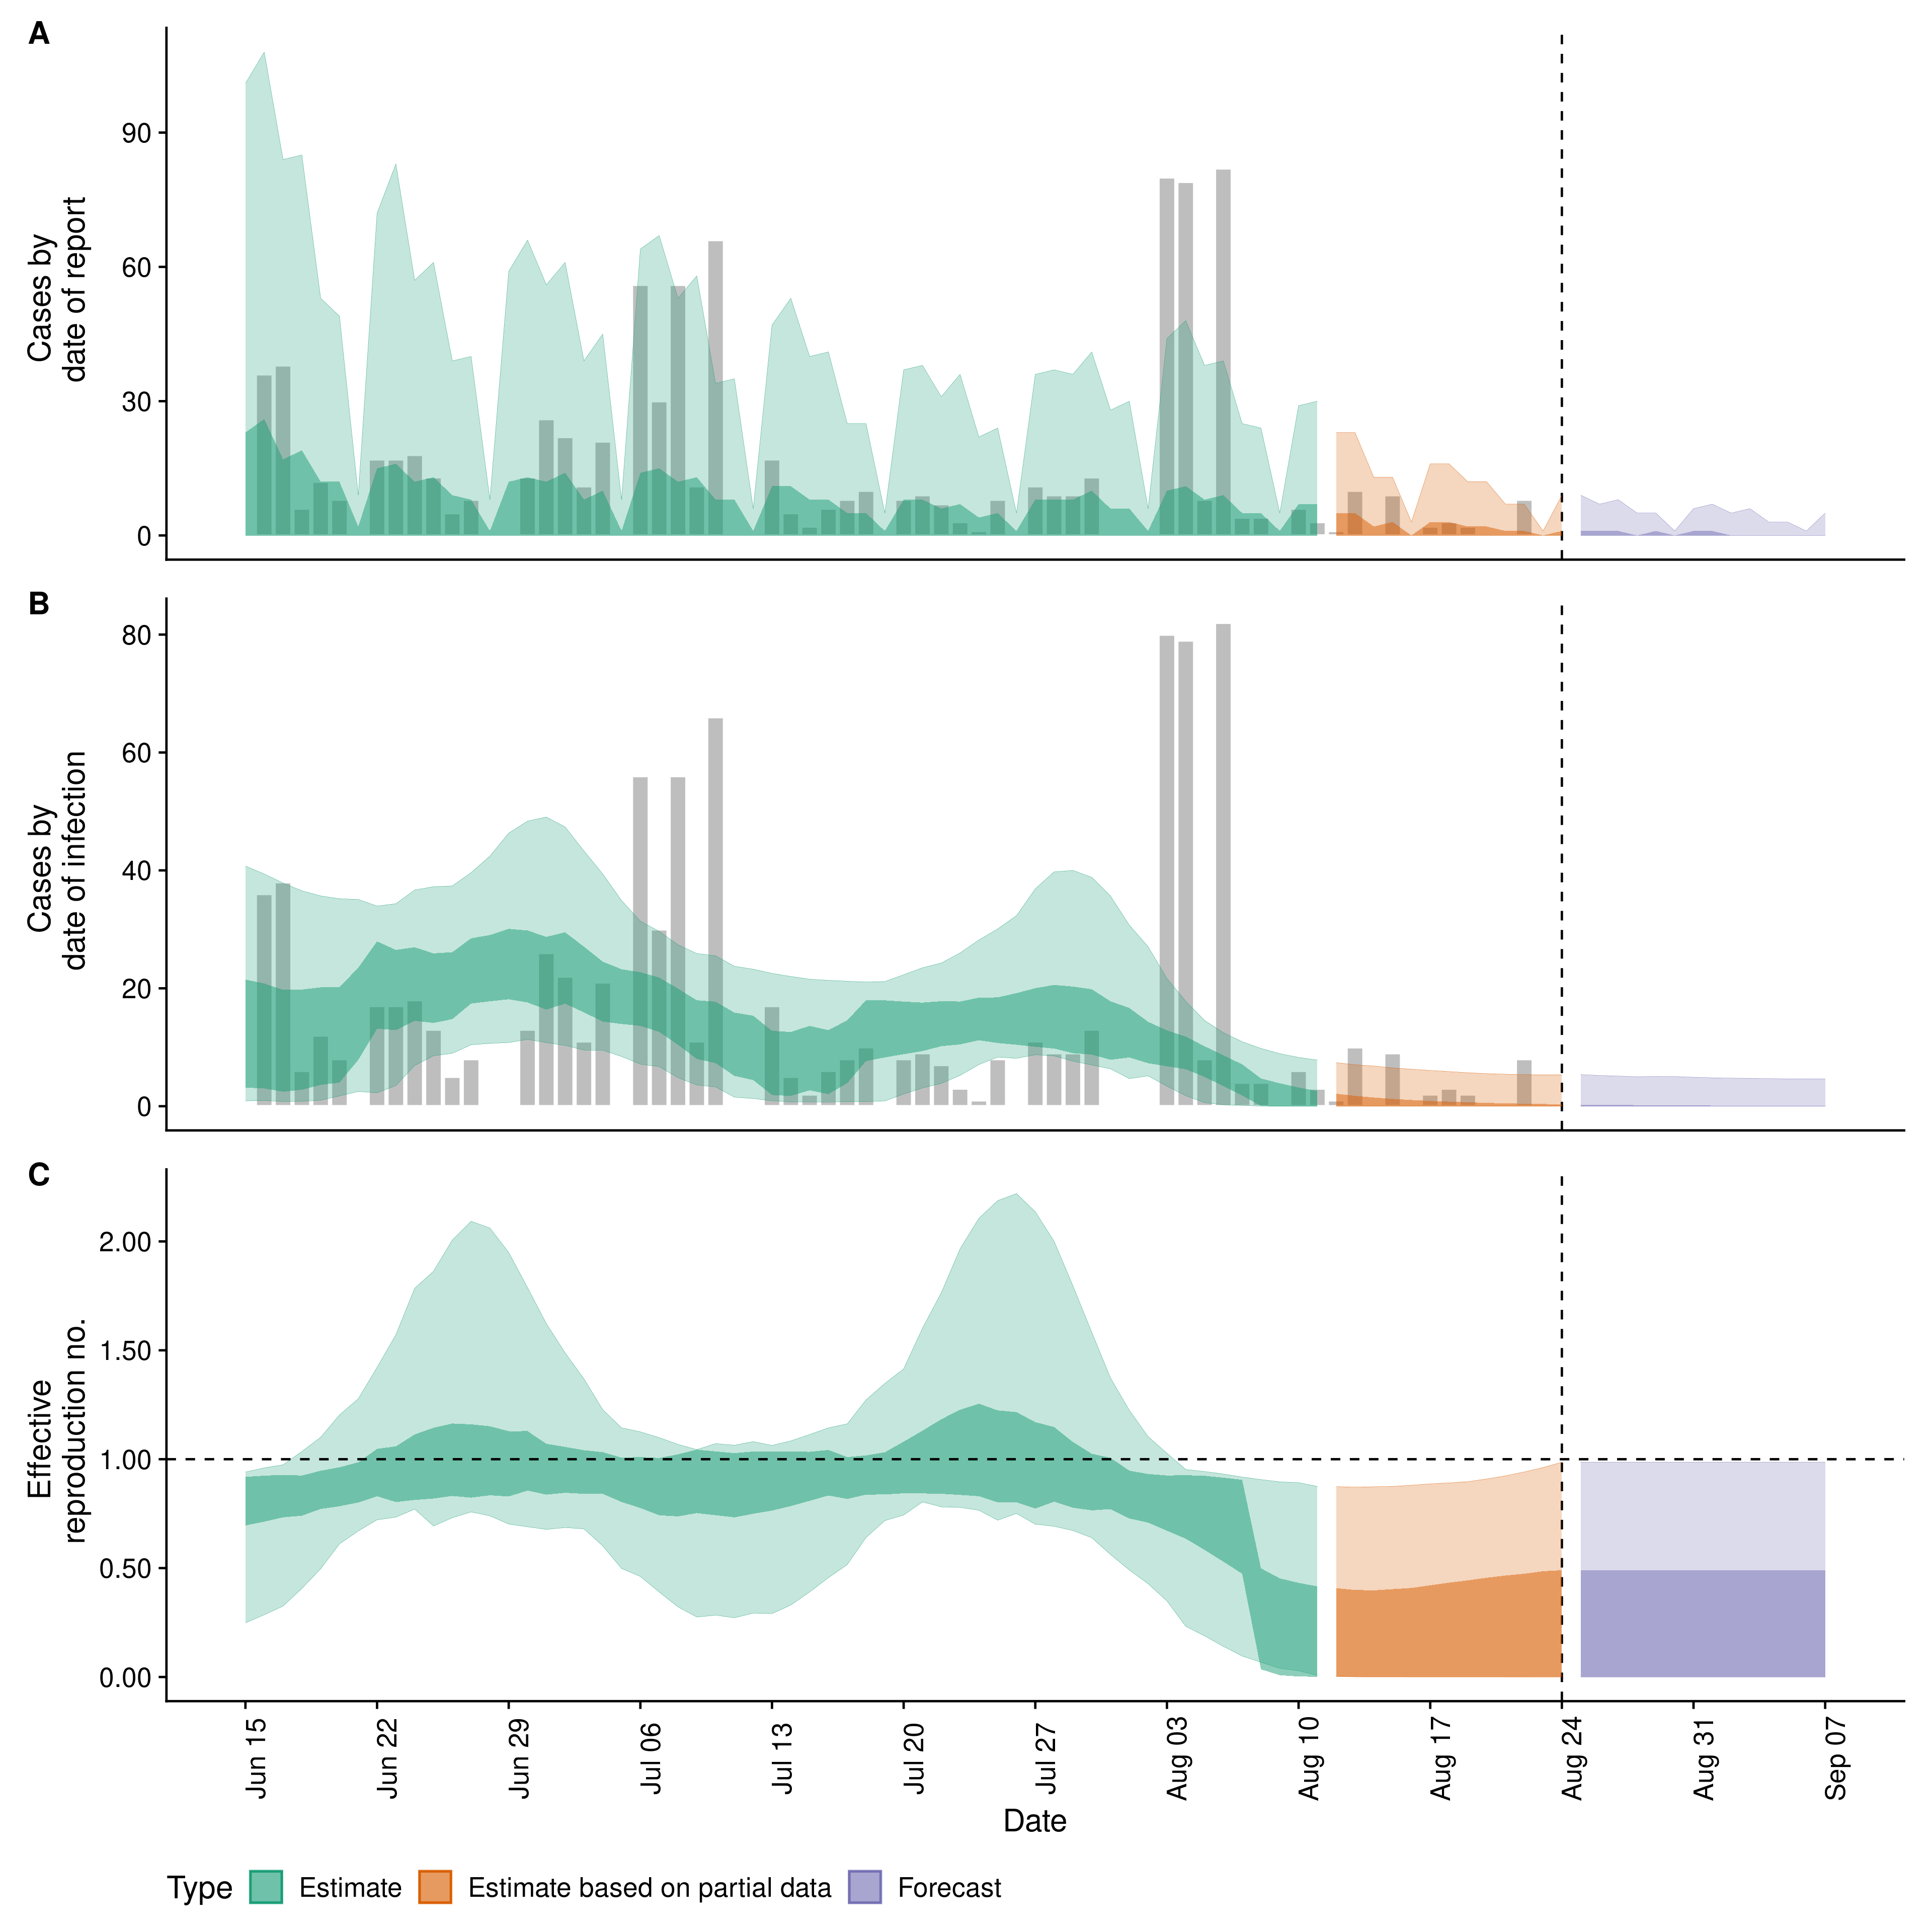 A
Cases by
date of report
90
60
30
0
B
Cases by
date of infection
80
60
40
20
0
C
Effective
reproduction no.
2.00
1.50
1.00
0.50
0.00
Jun 15
Jun 22
Jun 29
Jul 06
Jul 13
Jul 20
Jul 27
Aug 03
Aug 10
Aug 17
Aug 24
Aug 31
Sep 07
Date
Type
Estimate
Estimate based on partial data
Forecast